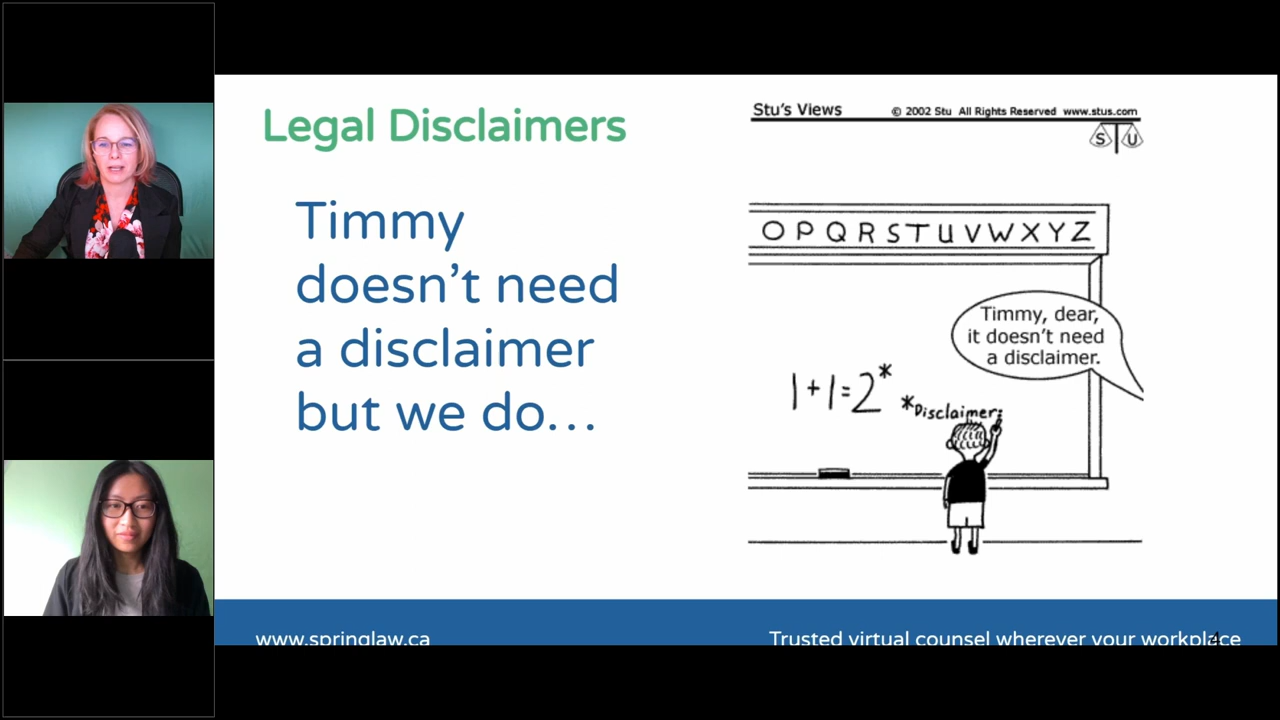 Legal Disclaimers
Timmy
doesn't need
a disclaimer
but we do...
Stu's Views
© 2002 Stu All Rights Reserved www.stus.com
S U
O P Q R S T U V W X Y Z
Timmy, dear,
it doesn't need
a disclaimer.
1+1=2*
*Disclaimer:
www.springlaw.ca
Trusted virtual counsel wherever your workplace
4